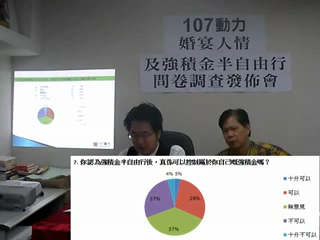 107動力
婚宴人情
及強積金半自由行
問卷調查發佈會
7. 你認為強積金半自由行後，真係可以控制屬於你自己嘅強積金嗎？
4% 3%
27%
29%
37%
十分可以
可以
無意見
不可以
十分不可以